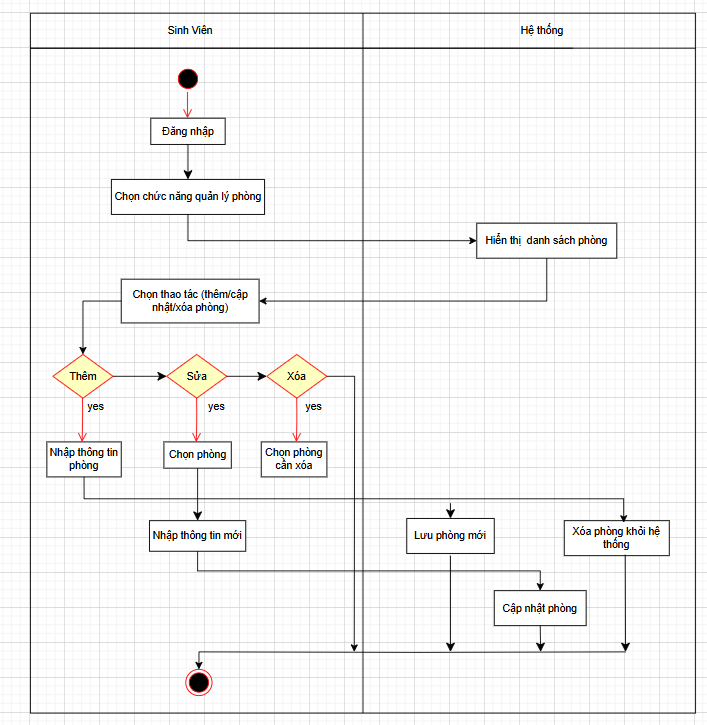 Sinh Viên
Hệ thống
Đăng nhập
Chọn chức năng quản lý phòng
Hiển thị danh sách phòng
Chọn thao tác (thêm/cập
nhật/xóa phòng)
Thêm
Sửa
Xóa
yes
yes
yes
Nhập thông tin
phòng
Chọn phòng
Chọn phòng
cần xóa
Nhập thông tin mới
Lưu phòng mới
Xóa phòng khỏi hệ
thống
Cập nhật phòng